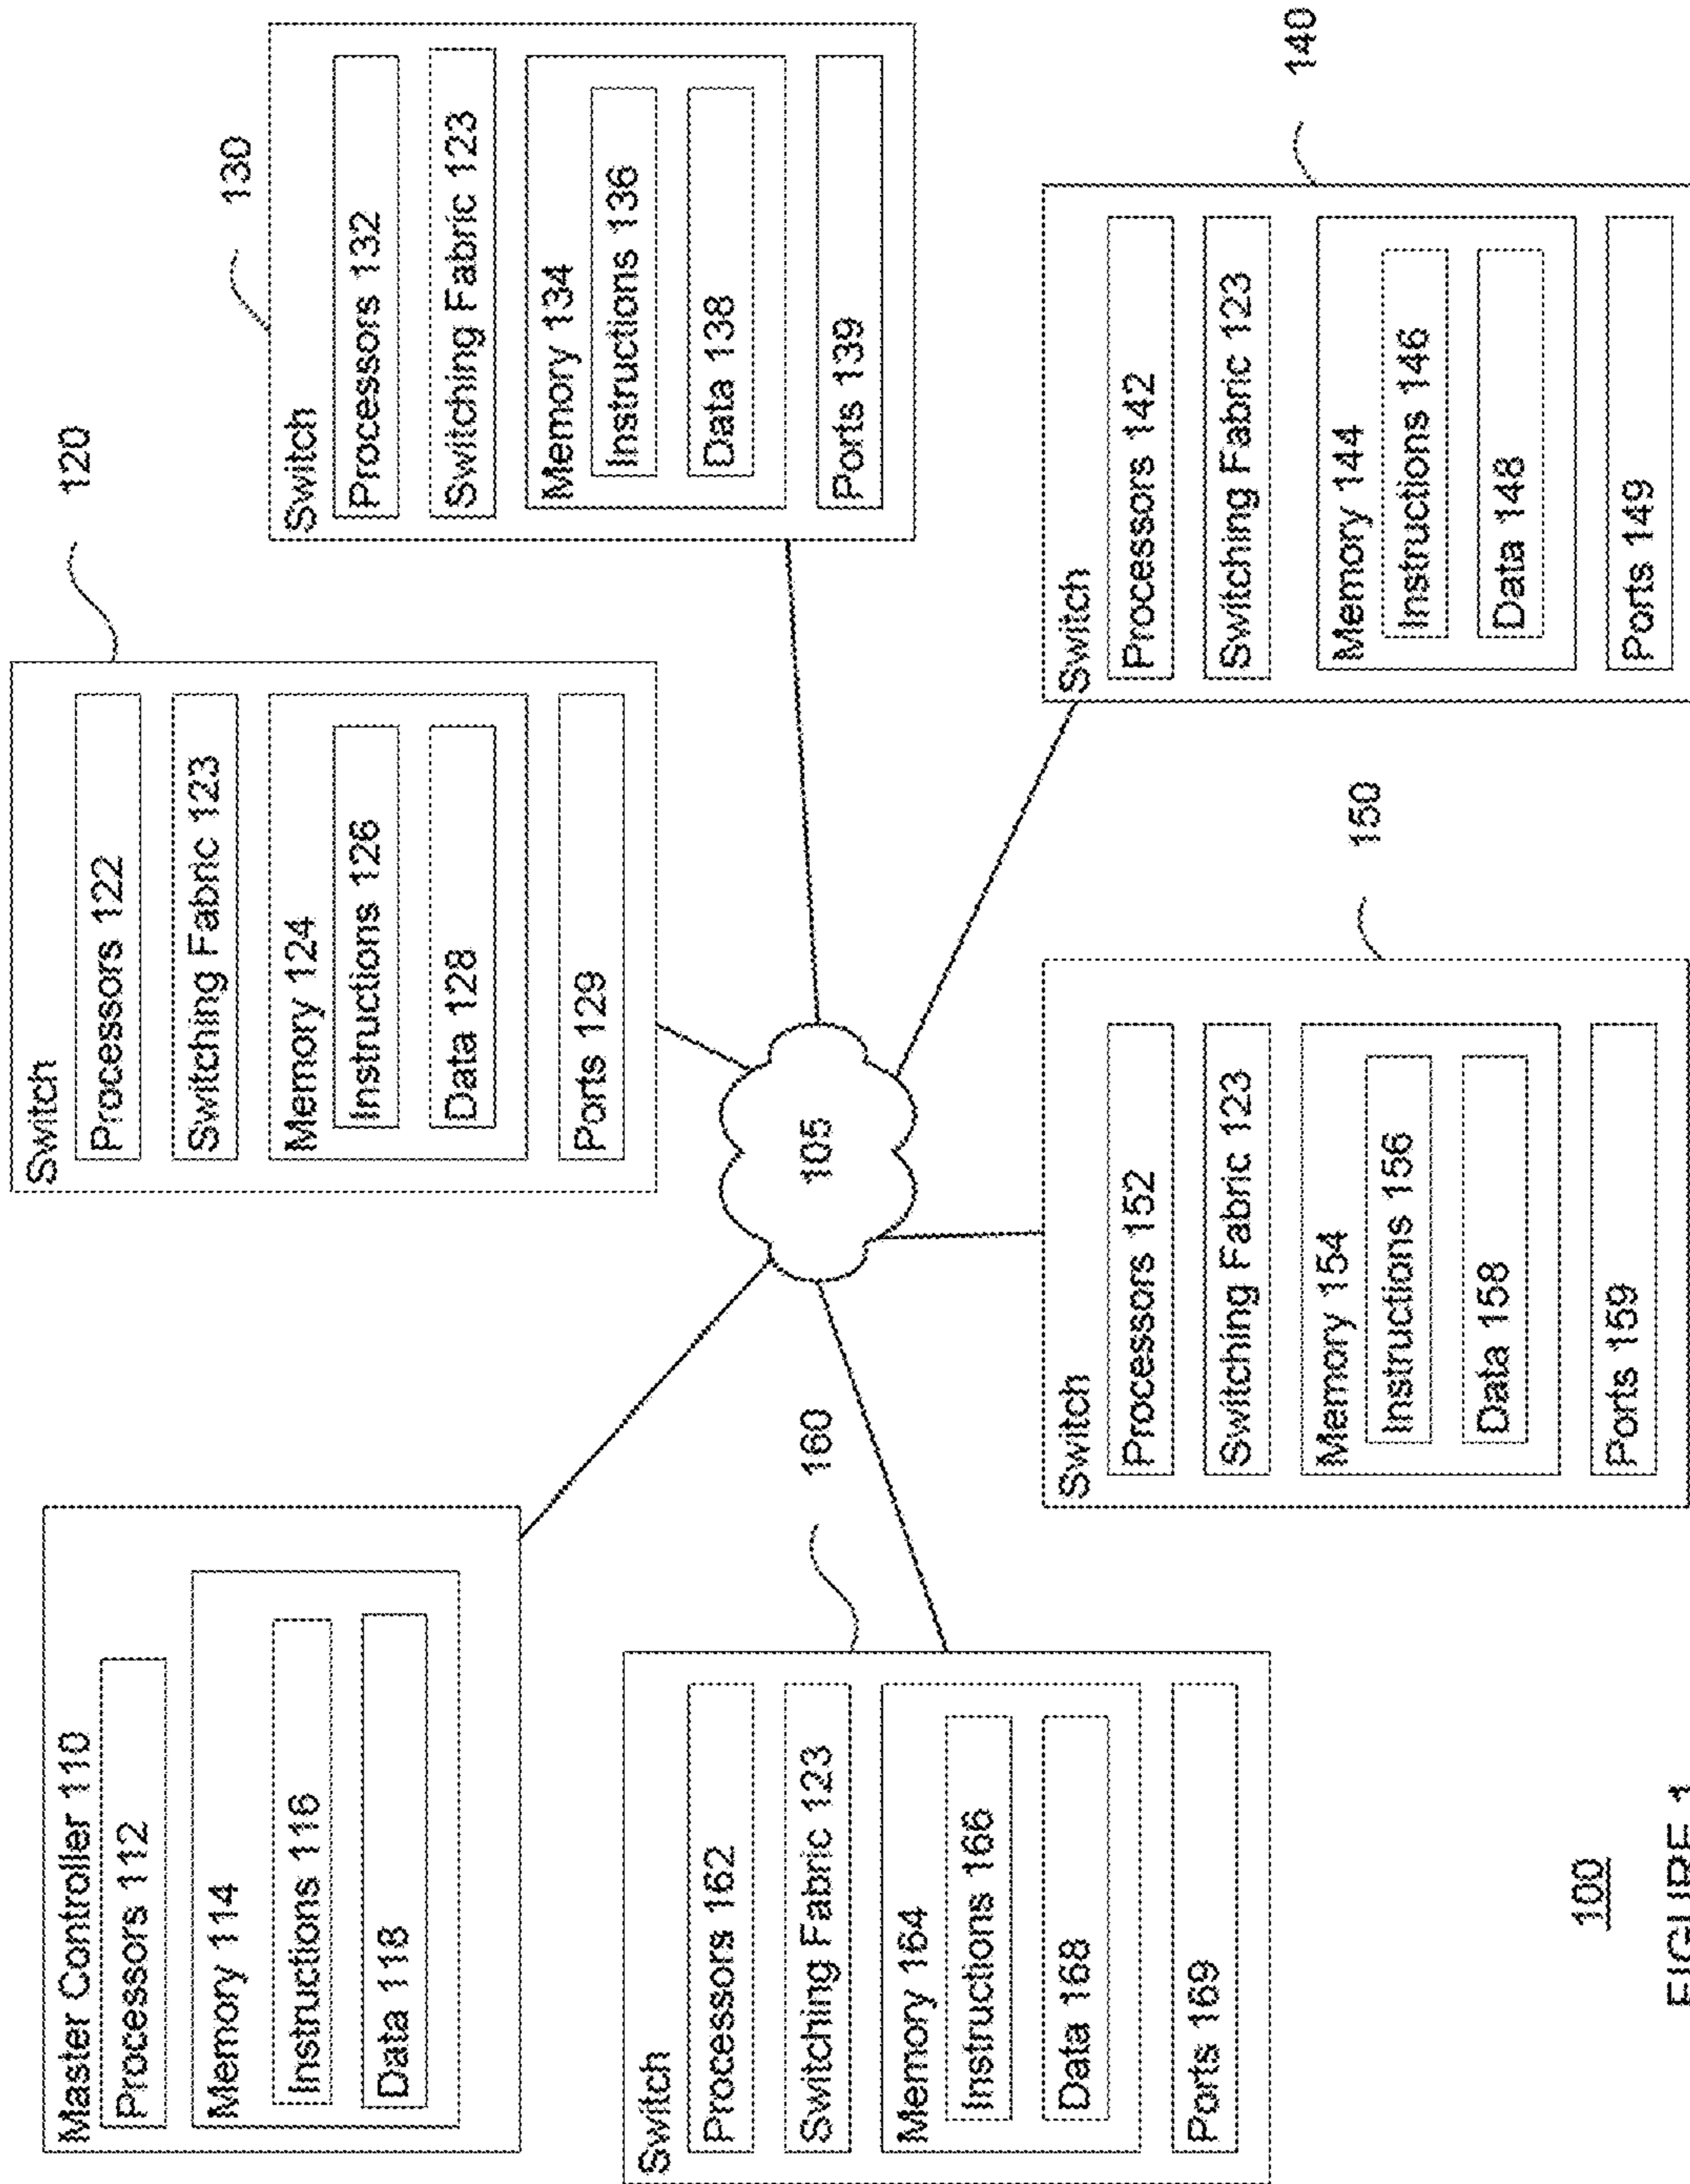 Master Controller 110
Processors 112
Memory 114
Instructions 116
Data 118
Switch
120
Processors 122
Switching Fabric 123
Memory 124
Instructions 126
Data 128
Ports 129
Switch
130
Processors 132
Switching Fabric 123
Memory 134
Instructions 136
Data 138
Ports 139
105
Switch
160
Processors 162
Switching Fabric 123
Memory 164
Instructions 166
Data 168
Ports 169
Switch
150
Processors 152
Switching Fabric 123
Memory 154
Instructions 156
Data 158
Ports 159
Switch
140
Processors 142
Switching Fabric 123
Memory 144
Instructions 146
Data 148
Ports 149
100
FIGURE 1